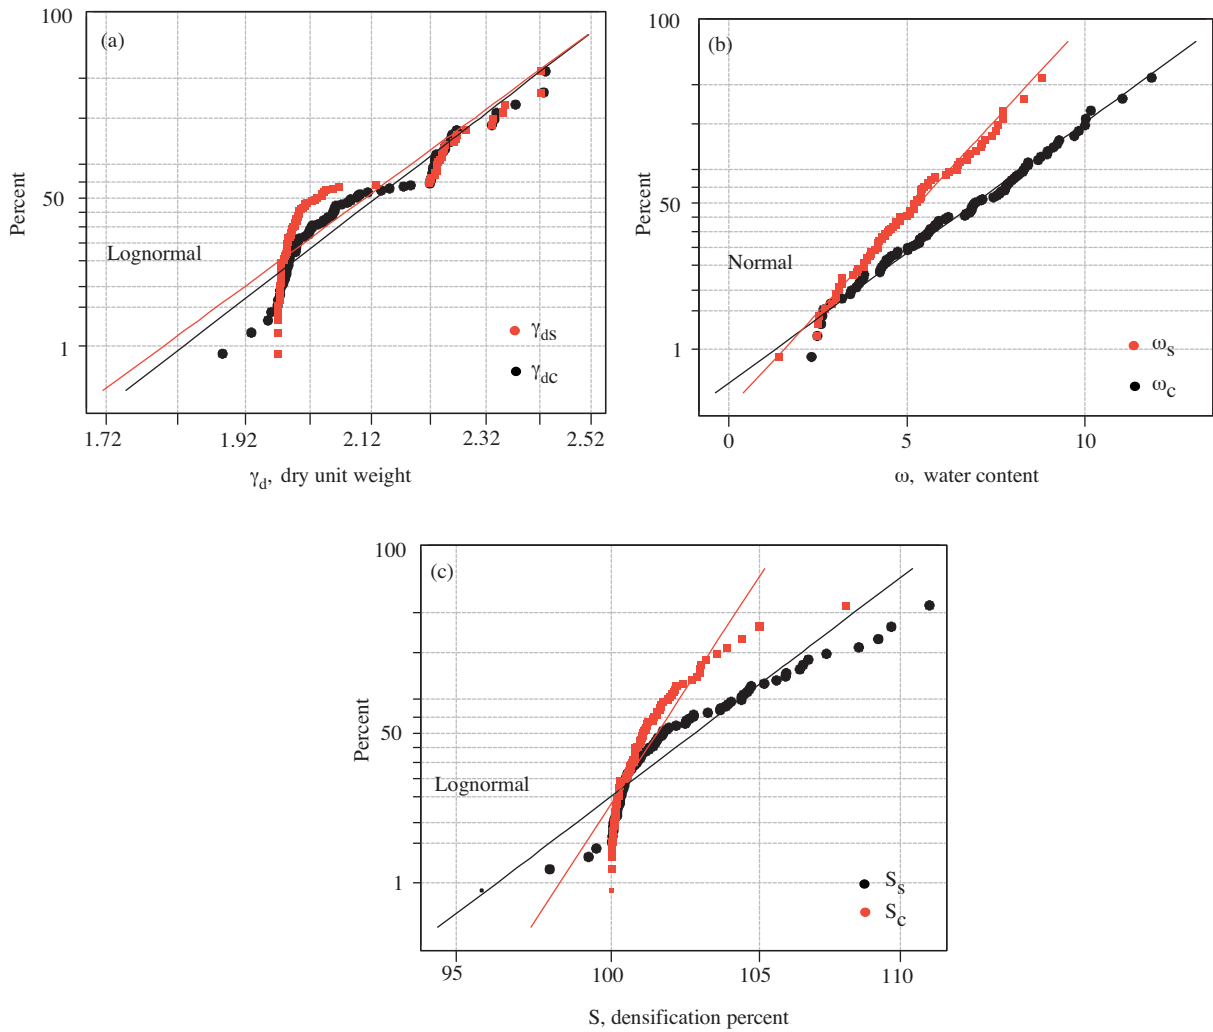 100
(a)
Percent
50
Lognormal
1
γds
γdc
1.72 1.92 2.12 2.32 2.52
γd, dry unit weight
100
(b)
Percent
50
Normal
1
ωs
ωc
0 5 10
ω, water content
100
(c)
Percent
50
Lognormal
1
Ss
Sc
95 100 105 110
S, densification percent